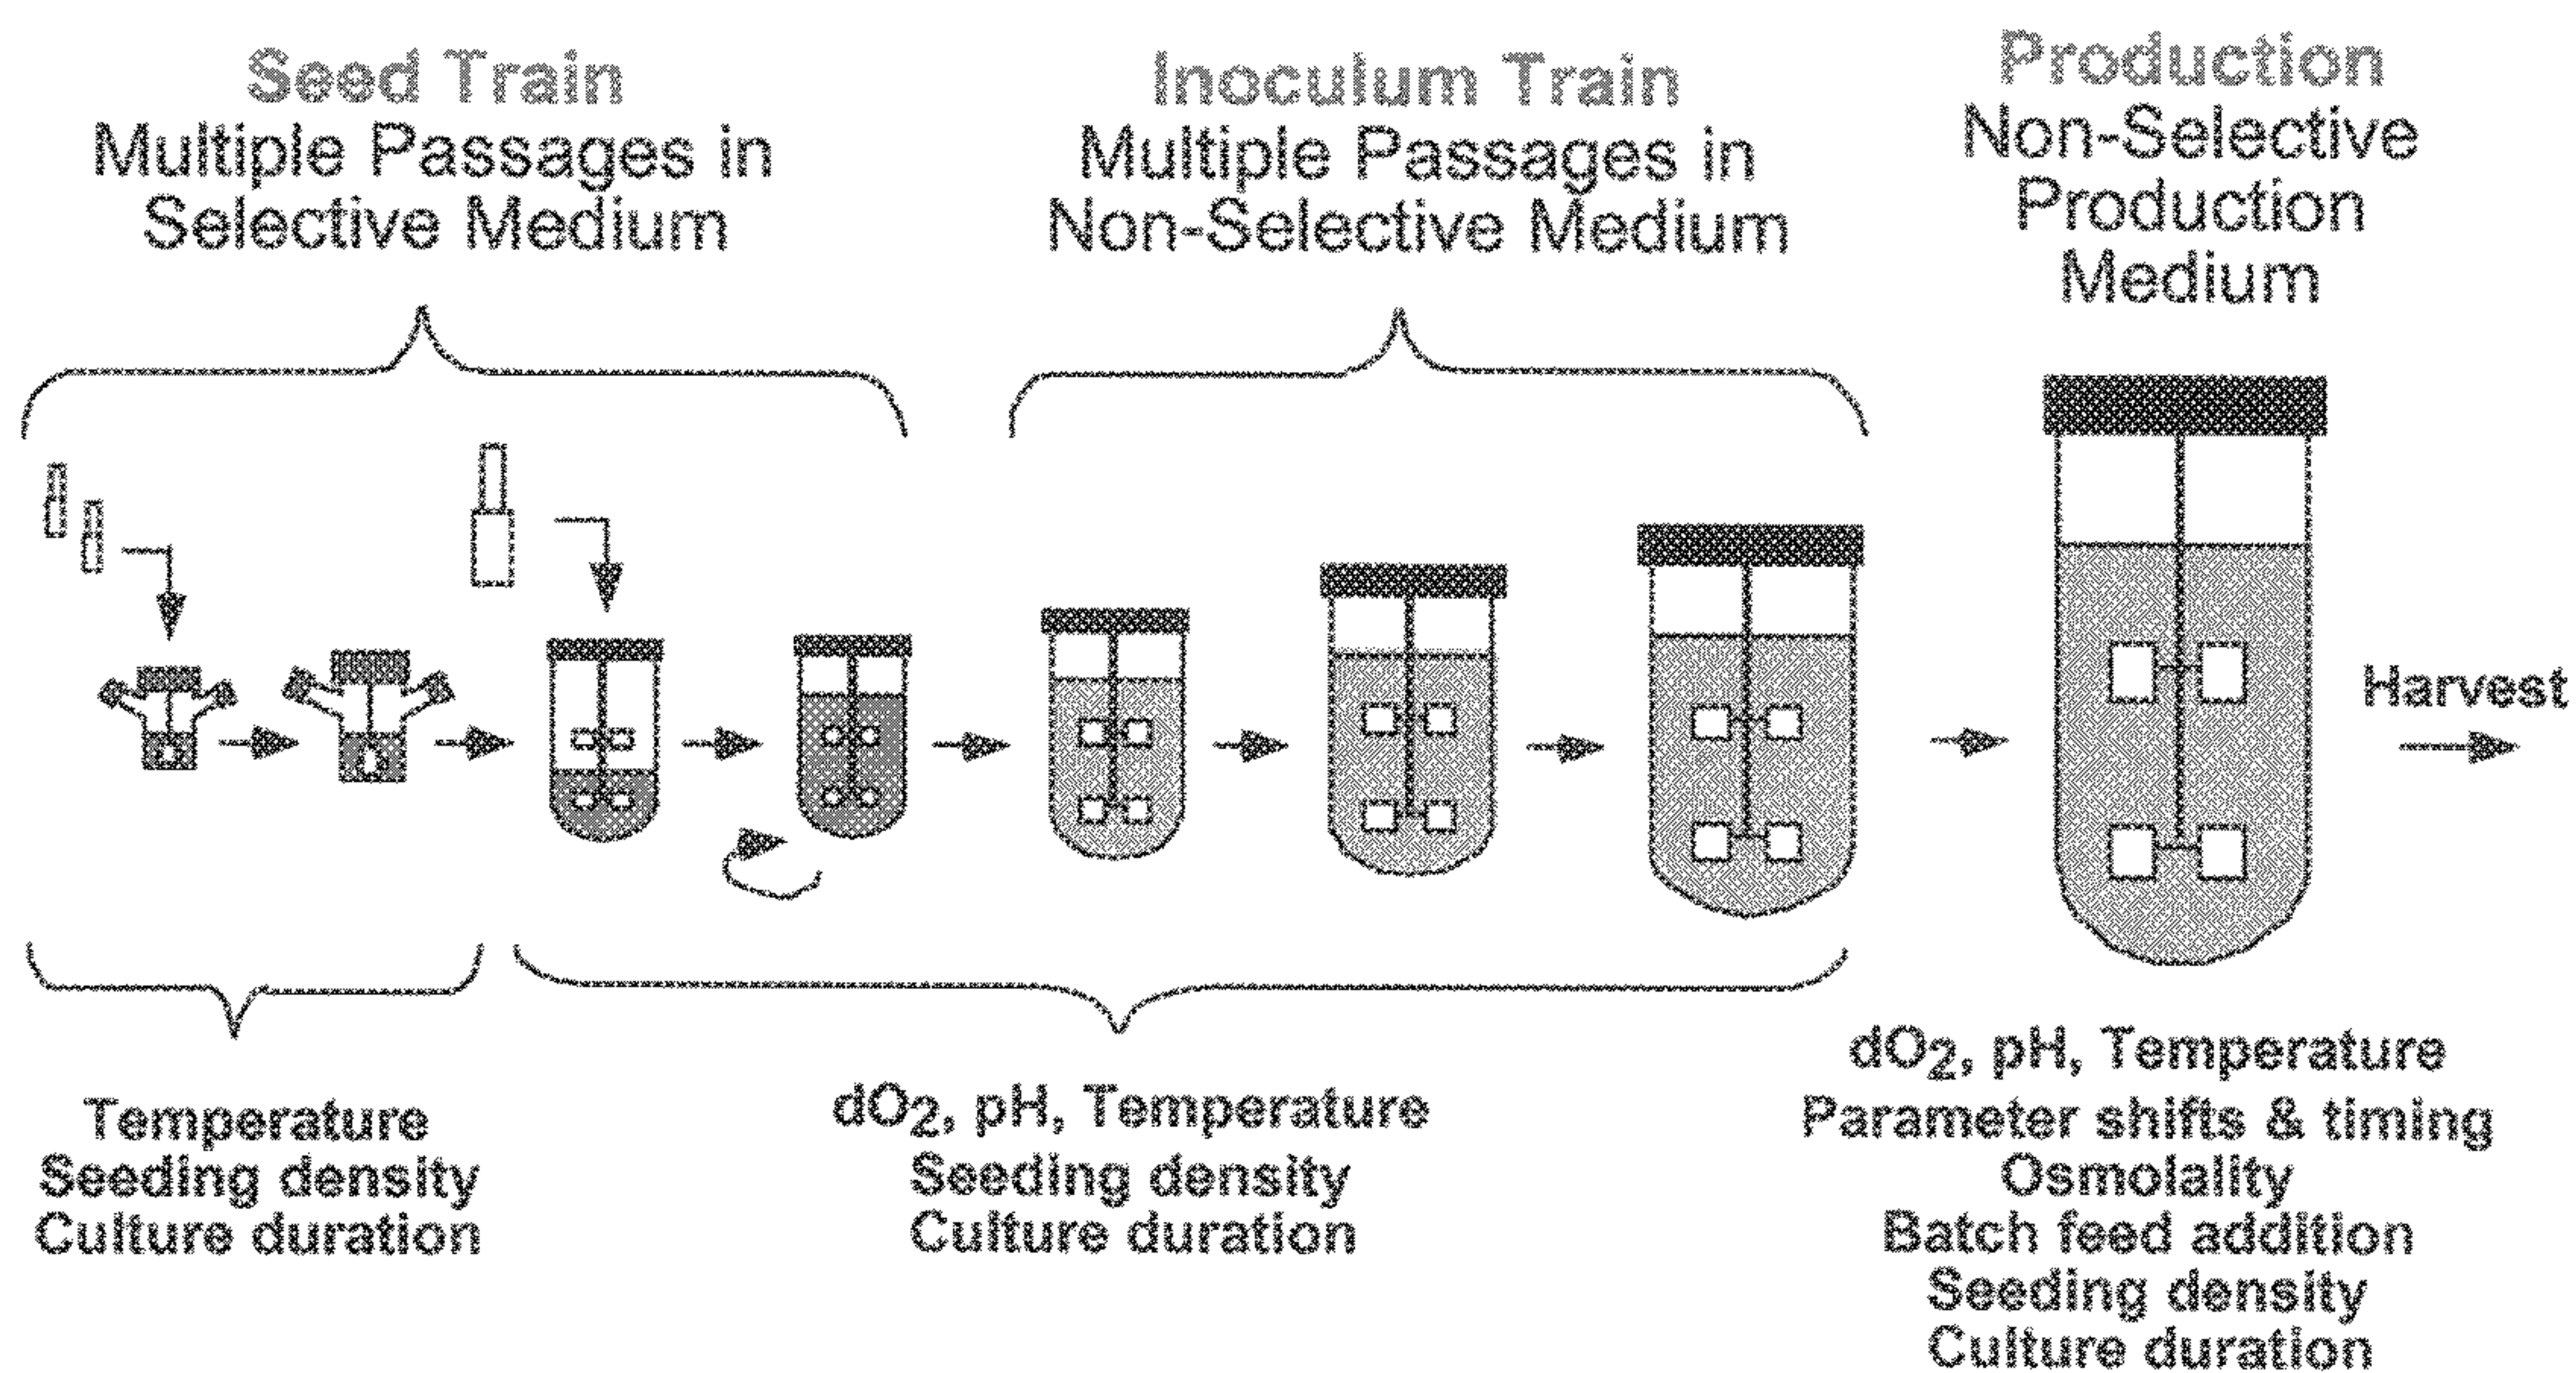 Seed Train
Multiple Passages in
Selective Medium
Inoculum Train
Multiple Passages in
Non-Selective Medium
Production
Non-Selective
Production
Medium
Harvest
Temperature
Seeding density
Culture duration
dO2, pH, Temperature
Seeding density
Culture duration
dO2, pH, Temperature
Parameter shifts & timing
Osmolality
Batch feed addition
Seeding density
Culture duration